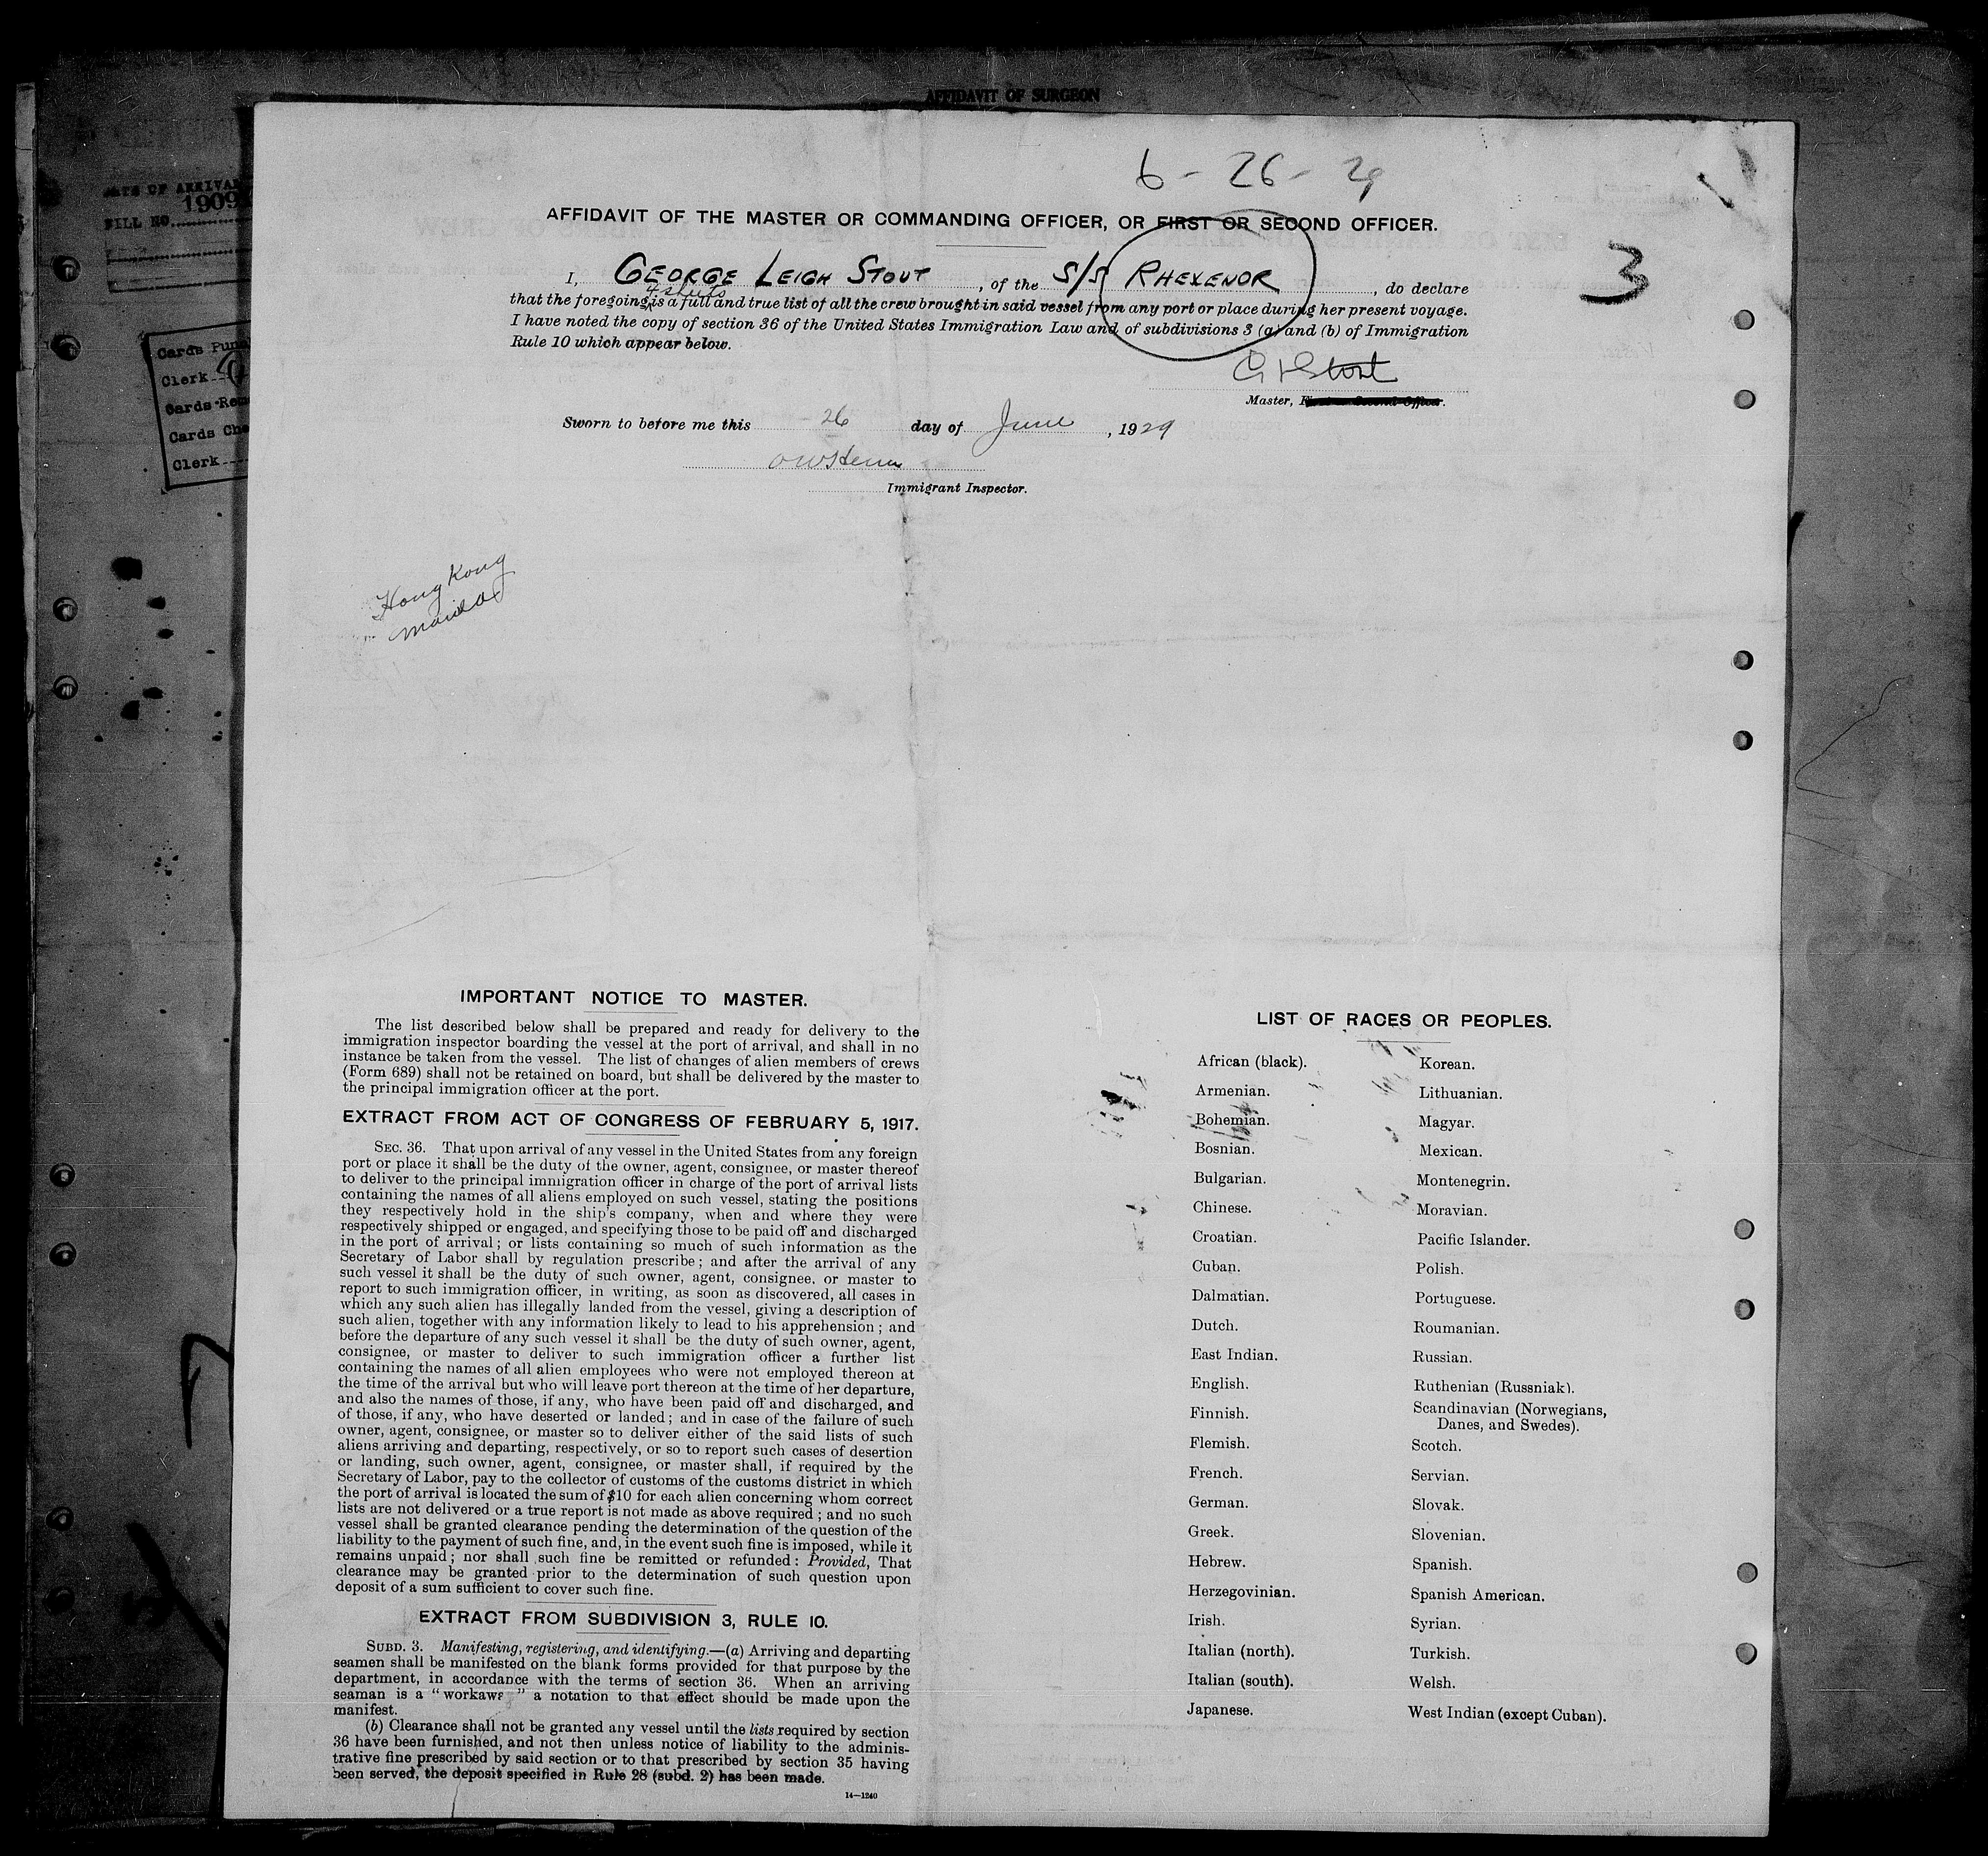 AFFIDAVIT OF SURGEON
DATE OF ARRIVAL
1909
BILL NO.
Cards Pun
Clerk
Cards Ren
Cards Che
Clerk
6 - 26 - 29
AFFIDAVIT OF THE MASTER OR COMMANDING OFFICER, OR FIRST OR SECOND OFFICER.
3
I, GEORGE LEIGH STOUT, of the S/S RHEXENOR, do declare
4 sheets
that the foregoing is a full and true list of all the crew brought in said vessel from any port or place during her present voyage.
I have noted the copy of section 36 of the United States Immigration Law and of subdivisions 3 (a) and (b) of Immigration
Rule 10 which appear below.
G L Stout
Master, First or Second Officer.
Sworn to before me this 26 day of June, 1929
Immigrant Inspector.
Hong Kong
IMPORTANT NOTICE TO MASTER.
The list described below shall be prepared and ready for delivery to the
immigration inspector boarding the vessel at the port of arrival, and shall in no
instance be taken from the vessel. The list of changes of alien members of crews
(Form 689) shall not be retained on board, but shall be delivered by the master to
the principal immigration officer at the port.
EXTRACT FROM ACT OF CONGRESS OF FEBRUARY 5, 1917.
SEC. 36. That upon arrival of any vessel in the United States from any foreign
port or place it shall be the duty of the owner, agent, consignee, or master thereof
to deliver to the principal immigration officer in charge of the port of arrival lists
containing the names of all aliens employed on such vessel, stating the positions
they respectively hold in the ship's company, when and where they were
respectively shipped or engaged, and specifying those to be paid off and discharged
in the port of arrival; or lists containing so much of such information as the
Secretary of Labor shall by regulation prescribe; and after the arrival of any
such vessel it shall be the duty of such owner, agent, consignee, or master to
report to such immigration officer, in writing, as soon as discovered, all cases in
which any such alien has illegally landed from the vessel, giving a description of
such alien, together with any information likely to lead to his apprehension; and
before the departure of any such vessel it shall be the duty of such owner, agent,
consignee, or master to deliver to such immigration officer a further list
containing the names of all alien employees who were not employed thereon at
the time of the arrival but who will leave port thereon at the time of her departure,
and also the names of those, if any, who have been paid off and discharged, and
of those, if any, who have deserted or landed; and in case of the failure of such
owner, agent, consignee, or master so to deliver either of the said lists of such
aliens arriving and departing, respectively, or so to report such cases of desertion
or landing, such owner, agent, consignee, or master shall, if required by the
Secretary of Labor, pay to the collector of customs of the customs district in which
the port of arrival is located the sum of $10 for each alien concerning whom correct
lists are not delivered or a true report is not made as above required; and no such
vessel shall be granted clearance pending the determination of the question of the
liability to the payment of such fine, and, in the event such fine is imposed, while it
remains unpaid; nor shall such fine be remitted or refunded: Provided, That
clearance may be granted prior to the determination of such question upon
deposit of a sum sufficient to cover such fine.
EXTRACT FROM SUBDIVISION 3, RULE 10.
SUBD. 3. Manifesting, registering, and identifying.—(a) Arriving and departing
seamen shall be manifested on the blank forms provided for that purpose by the
department, in accordance with the terms of section 36. When an arriving
seaman is a "workaway" a notation to that effect should be made upon the
manifest.
(b) Clearance shall not be granted any vessel until the lists required by section
36 have been furnished, and not then unless notice of liability to the adminis-
trative fine prescribed by said section or to that prescribed by section 35 having
been served, the deposit specified in Rule 28 (subd. 2) has been made.
14—1240
LIST OF RACES OR PEOPLES.
African (black).
Armenian.
Bohemian.
Bosnian.
Bulgarian.
Chinese.
Croatian.
Cuban.
Dalmatian.
Dutch.
East Indian.
English.
Finnish.
Flemish.
French.
German.
Greek.
Hebrew.
Herzegovinian.
Irish.
Italian (north).
Italian (south).
Japanese.
Korean.
Lithuanian.
Magyar.
Mexican.
Montenegrin.
Moravian.
Pacific Islander.
Polish.
Portuguese.
Roumanian.
Russian.
Ruthenian (Russniak).
Scandinavian (Norwegians,
Danes, and Swedes).
Scotch.
Servian.
Slovak.
Slovenian.
Spanish.
Spanish American.
Syrian.
Turkish.
Welsh.
West Indian (except Cuban).